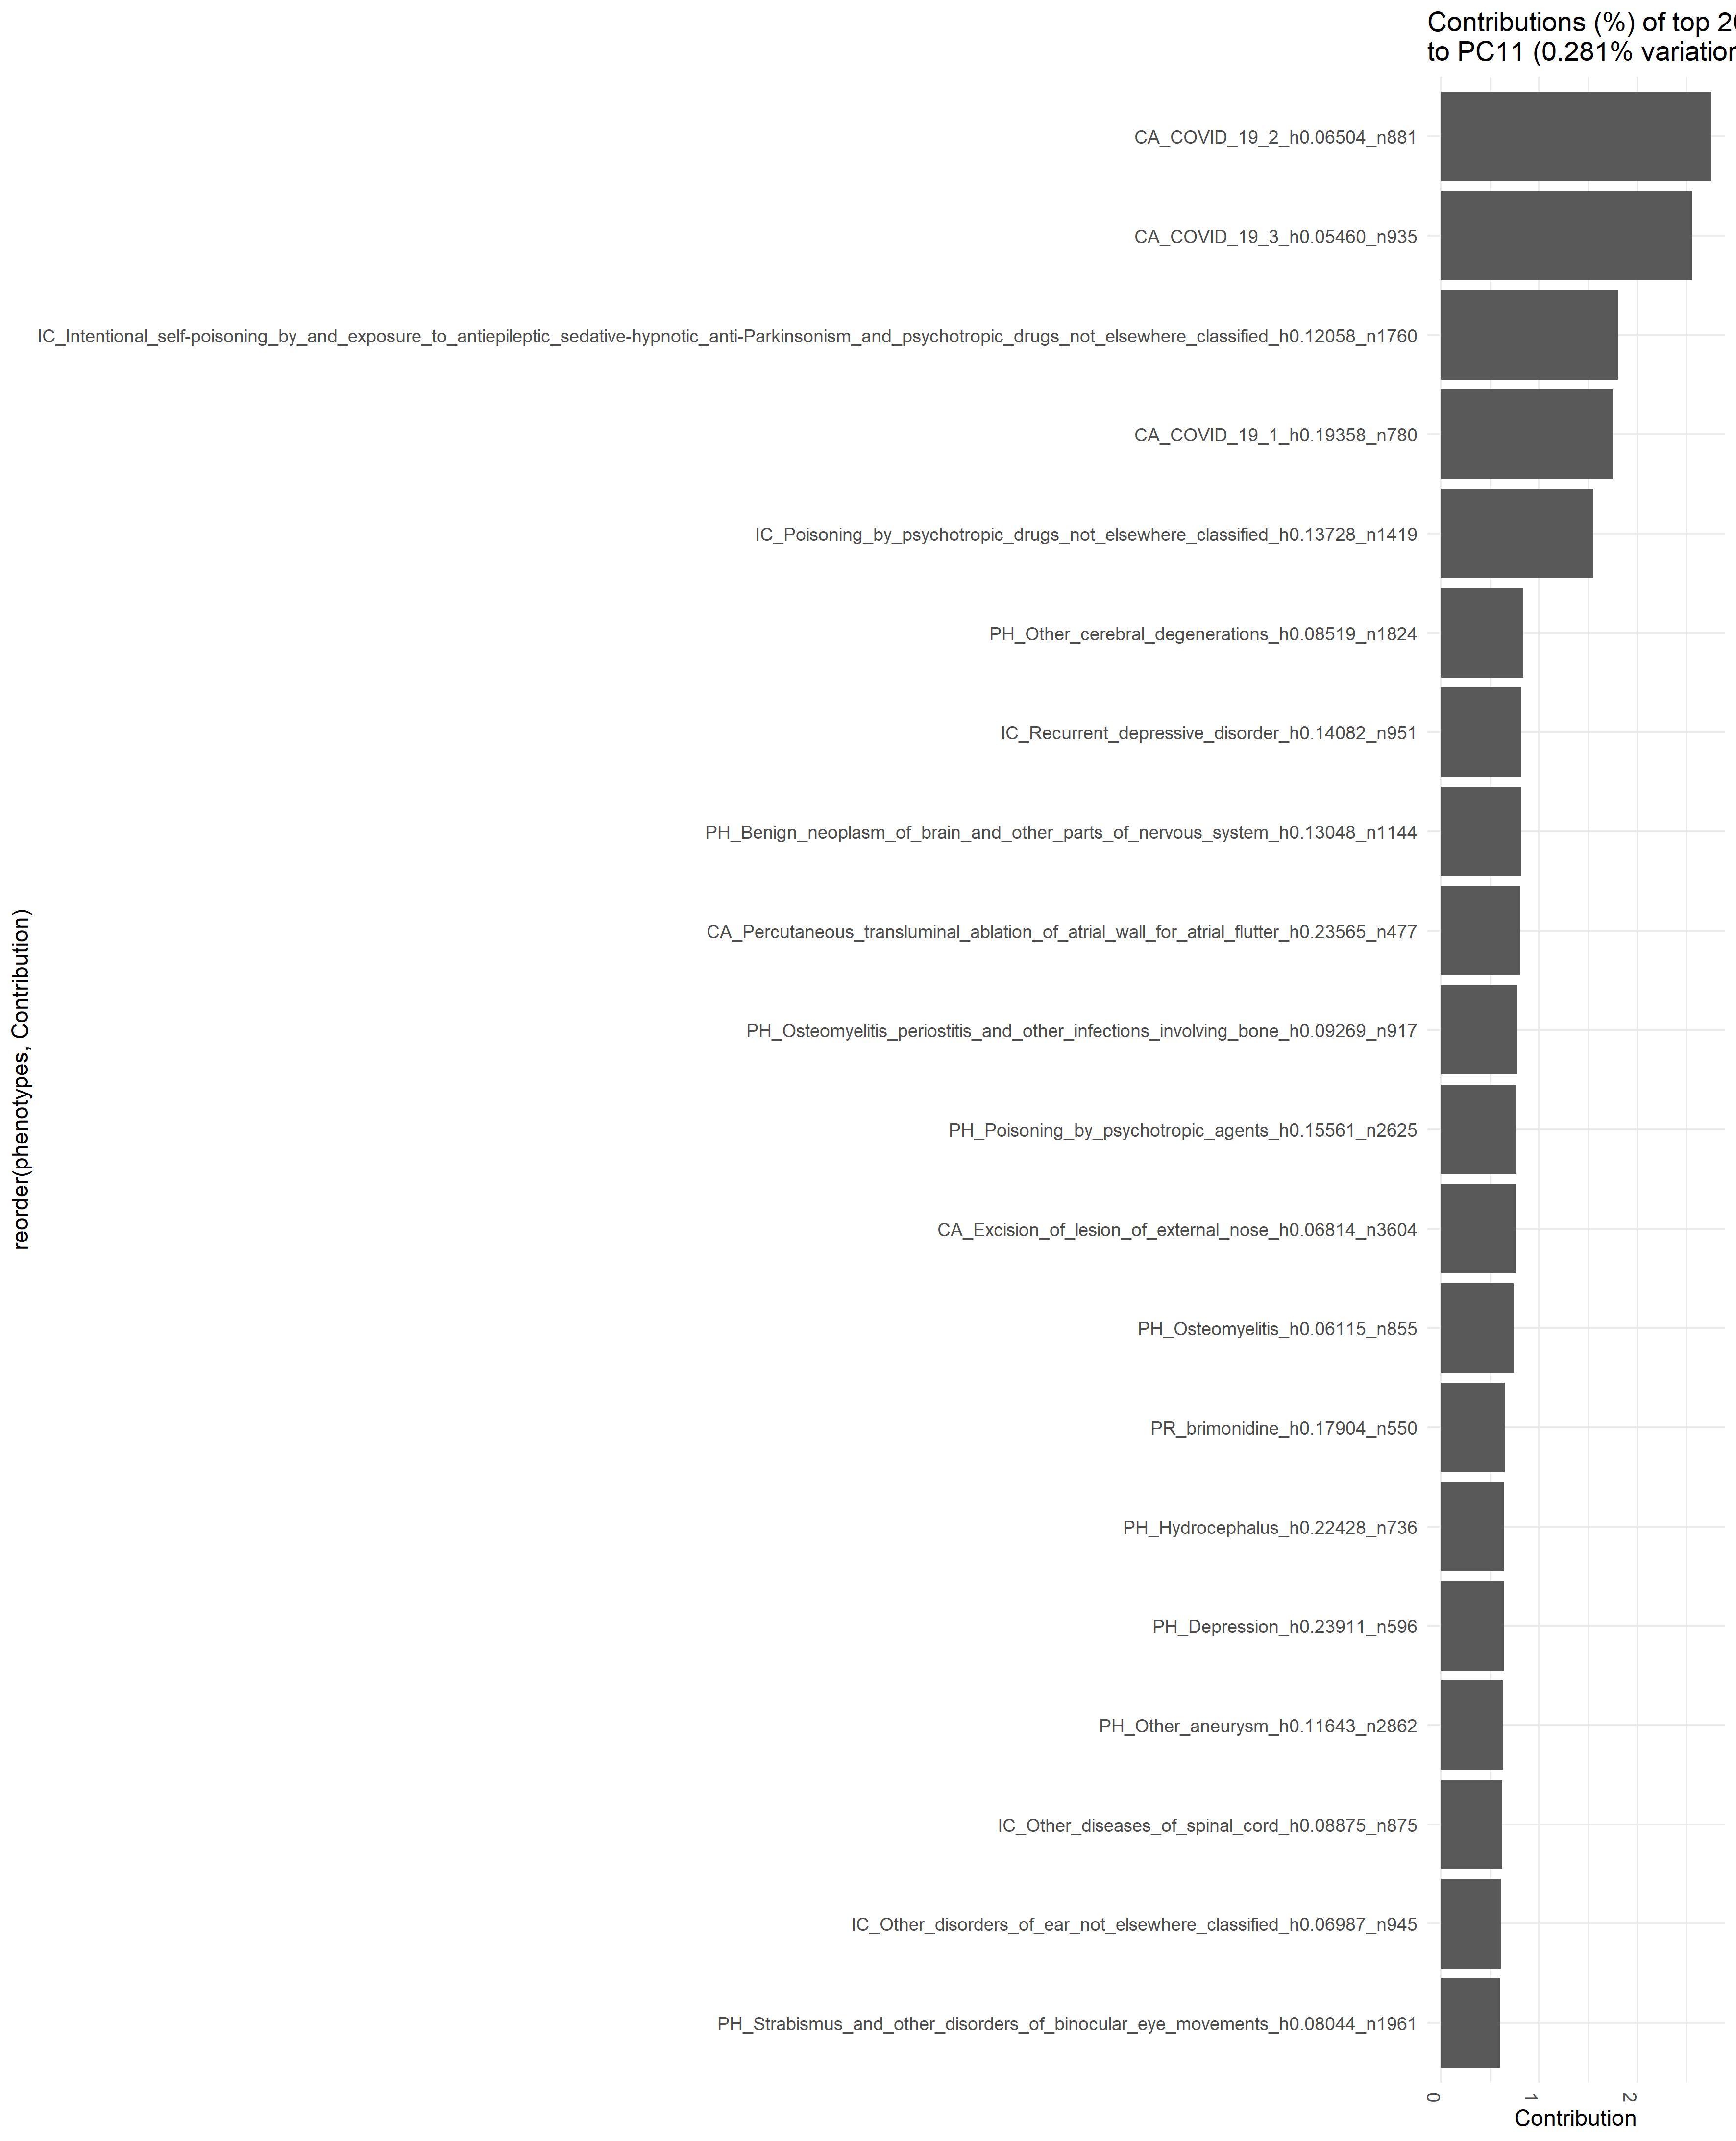 Contributions (%) of top 20
to PC11 (0.281% variation
CA_COVID_19_2_h0.06504_n881
CA_COVID_19_3_h0.05460_n935
IC_Intentional_self-poisoning_by_and_exposure_to_antiepileptic_sedative-hypnotic_anti-Parkinsonism_and_psychotropic_drugs_not_elsewhere_classified_h0.12058_n1760
CA_COVID_19_1_h0.19358_n780
IC_Poisoning_by_psychotropic_drugs_not_elsewhere_classified_h0.13728_n1419
PH_Other_cerebral_degenerations_h0.08519_n1824
IC_Recurrent_depressive_disorder_h0.14082_n951
PH_Benign_neoplasm_of_brain_and_other_parts_of_nervous_system_h0.13048_n1144
CA_Percutaneous_transluminal_ablation_of_atrial_wall_for_atrial_flutter_h0.23565_n477
PH_Osteomyelitis_periostitis_and_other_infections_involving_bone_h0.09269_n917
PH_Poisoning_by_psychotropic_agents_h0.15561_n2625
CA_Excision_of_lesion_of_external_nose_h0.06814_n3604
PH_Osteomyelitis_h0.06115_n855
PR_brimonidine_h0.17904_n550
PH_Hydrocephalus_h0.22428_n736
PH_Depression_h0.23911_n596
PH_Other_aneurysm_h0.11643_n2862
IC_Other_diseases_of_spinal_cord_h0.08875_n875
IC_Other_disorders_of_ear_not_elsewhere_classified_h0.06987_n945
PH_Strabismus_and_other_disorders_of_binocular_eye_movements_h0.08044_n1961
reorder(phenotypes, Contribution)
0 1 2
Contribution